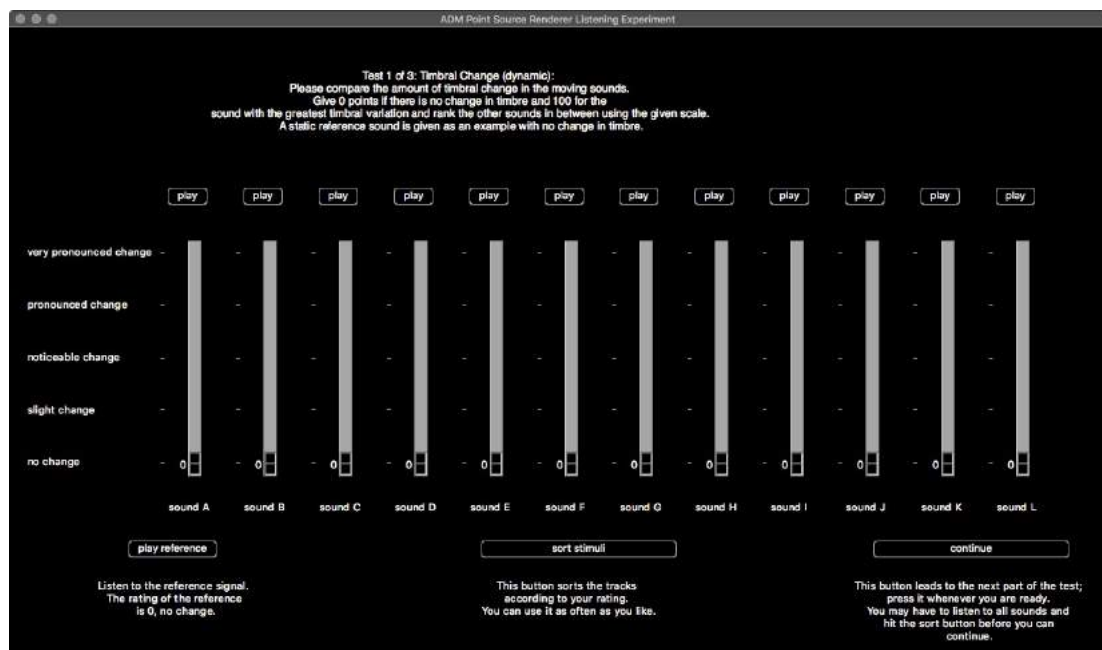 ADM Point Source Renderer Listening Experiment
Test 1 of 3: Timbral Change (dynamic):
Please compare the amount of timbral change in the moving sounds.
Give 0 points if there is no change in timbre and 100 for the
sound with the greatest timbral variation and rank the other sounds in between using the given scale.
A static reference sound is given as an example with no change in timbre.
play play play play play play play play play play play play
very pronounced change
pronounced change
noticeable change
slight change
no change
0 0 0 0 0 0 0 0 0 0 0 0
sound A sound B sound C sound D sound E sound F sound G sound H sound I sound J sound K sound L
play reference
Listen to the reference signal.
The rating of the reference
is 0, no change.
sort stimuli
This button sorts the tracks
according to your rating.
You can use it as often as you like.
continue
This button leads to the next part of the test;
press it whenever you are ready.
You may have to listen to all sounds and
hit the sort button before you can
continue.